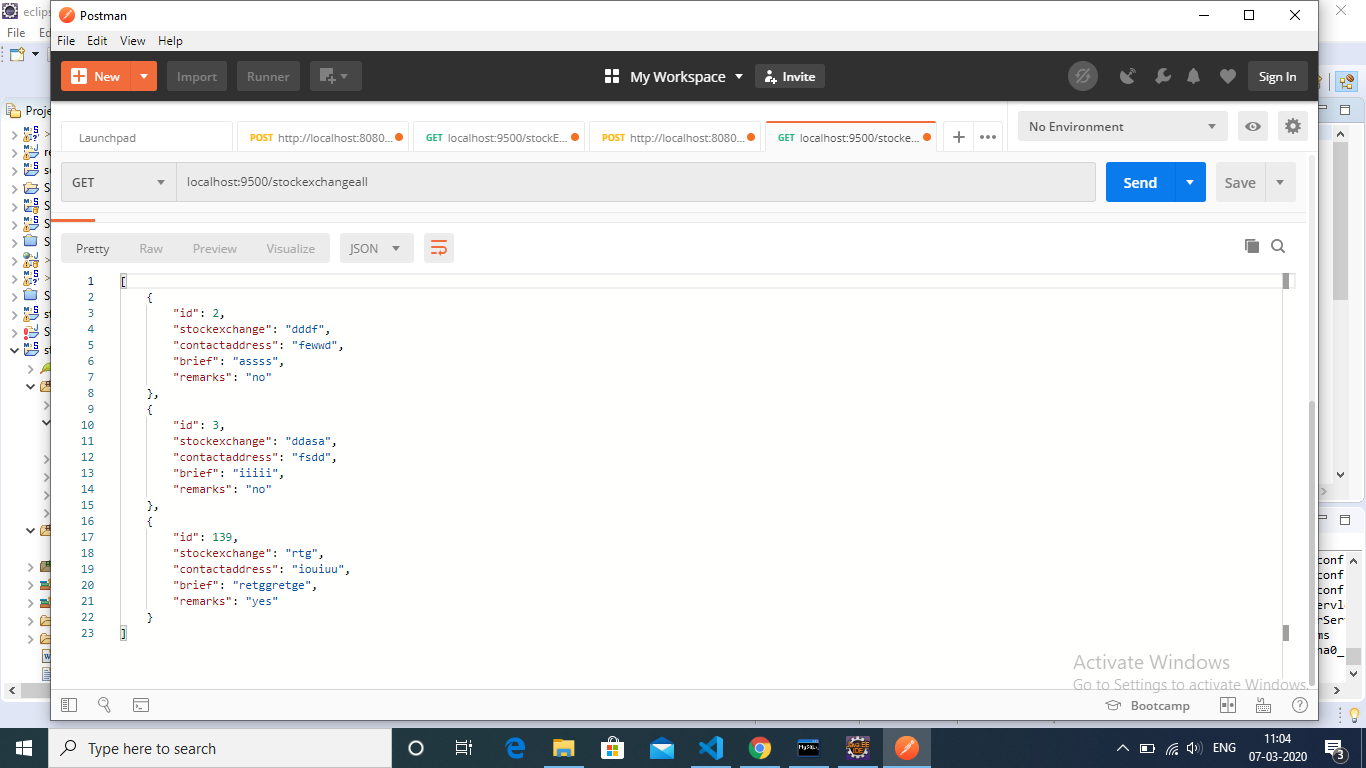 eclips
Postman
File Ed
File Edit View Help
New Import Runner My Workspace Invite Sign In
Proje
Launchpad POST http://localhost:8080... GET localhost:9500/stockE... POST http://localhost:8080... GET localhost:9500/stocke... No Environment
GET localhost:9500/stockexchangeall Send Save
Pretty Raw Preview Visualize JSON
1 [
2 {
3 "id": 2,
4 "stockexchange": "dddf",
5 "contactaddress": "fewwd",
6 "brief": "assss",
7 "remarks": "no"
8 },
9 {
10 "id": 3,
11 "stockexchange": "ddasa",
12 "contactaddress": "fsdd",
13 "brief": "iiiii",
14 "remarks": "no"
15 },
16 {
17 "id": 139,
18 "stockexchange": "rtg",
19 "contactaddress": "iouiuu",
20 "brief": "retggretge",
21 "remarks": "yes"
22 }
23 ]
conf
conf
conf
ervl
rSer
ms
na0_
Activate Windows
Go to Settings to activate Windows.
Bootcamp
Type here to search
ENG
11:04
07-03-2020
3